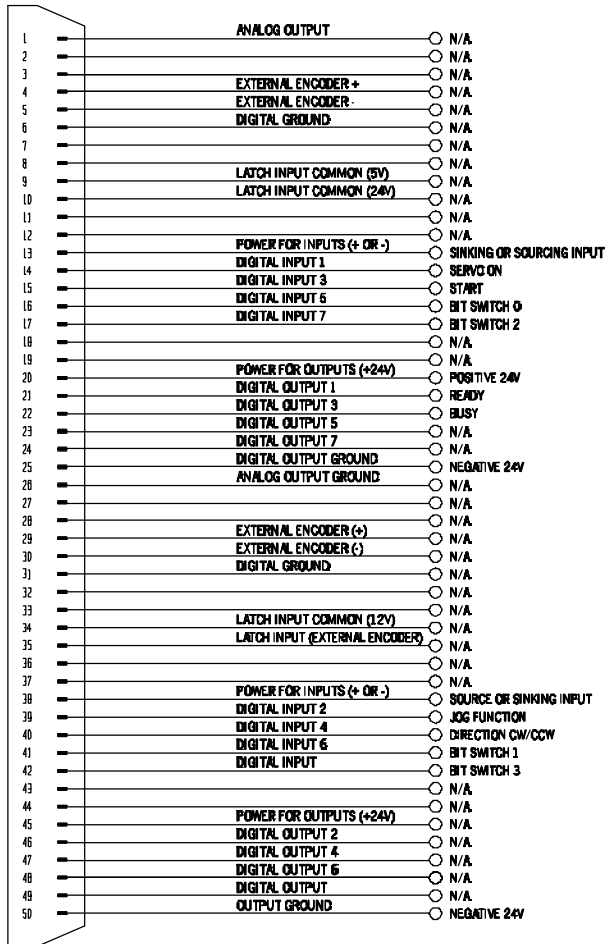 1 ANALOG OUTPUT N/A
2 N/A
3 N/A
4 EXTERNAL ENCODER + N/A
5 EXTERNAL ENCODER - N/A
6 DIGITAL GROUND N/A
7 N/A
8 N/A
9 LATCH INPUT COMMON (5V) N/A
10 LATCH INPUT COMMON (24V) N/A
11 N/A
12 N/A
13 POWER FOR INPUTS (+ OR -) SINKING OR SOURCING INPUT
14 DIGITAL INPUT 1 SERVO ON
15 DIGITAL INPUT 3 START
16 DIGITAL INPUT 5 BIT SWITCH 0
17 DIGITAL INPUT 7 BIT SWITCH 2
18 N/A
19 N/A
20 POWER FOR OUTPUTS (+24V) POSITIVE 24V
21 DIGITAL OUTPUT 1 READY
22 DIGITAL OUTPUT 3 BUSY
23 DIGITAL OUTPUT 5 N/A
24 DIGITAL OUTPUT 7 N/A
25 DIGITAL OUTPUT GROUND NEGATIVE 24V
26 ANALOG OUTPUT GROUND N/A
27 N/A
28 N/A
29 EXTERNAL ENCODER (+) N/A
30 EXTERNAL ENCODER (-) N/A
31 DIGITAL GROUND N/A
32 N/A
33 N/A
34 LATCH INPUT COMMON (12V) N/A
35 LATCH INPUT (EXTERNAL ENCODER) N/A
36 N/A
37 N/A
38 POWER FOR INPUTS (+ OR -) SOURCE OR SINKING INPUT
39 DIGITAL INPUT 2 JOG FUNCTION
40 DIGITAL INPUT 4 DIRECTION CW/CCW
41 DIGITAL INPUT 6 BIT SWITCH 1
42 DIGITAL INPUT BIT SWITCH 3
43 N/A
44 N/A
45 POWER FOR OUTPUTS (+24V) N/A
46 DIGITAL OUTPUT 2 N/A
47 DIGITAL OUTPUT 4 N/A
48 DIGITAL OUTPUT 6 N/A
49 DIGITAL OUTPUT N/A
50 OUTPUT GROUND NEGATIVE 24V